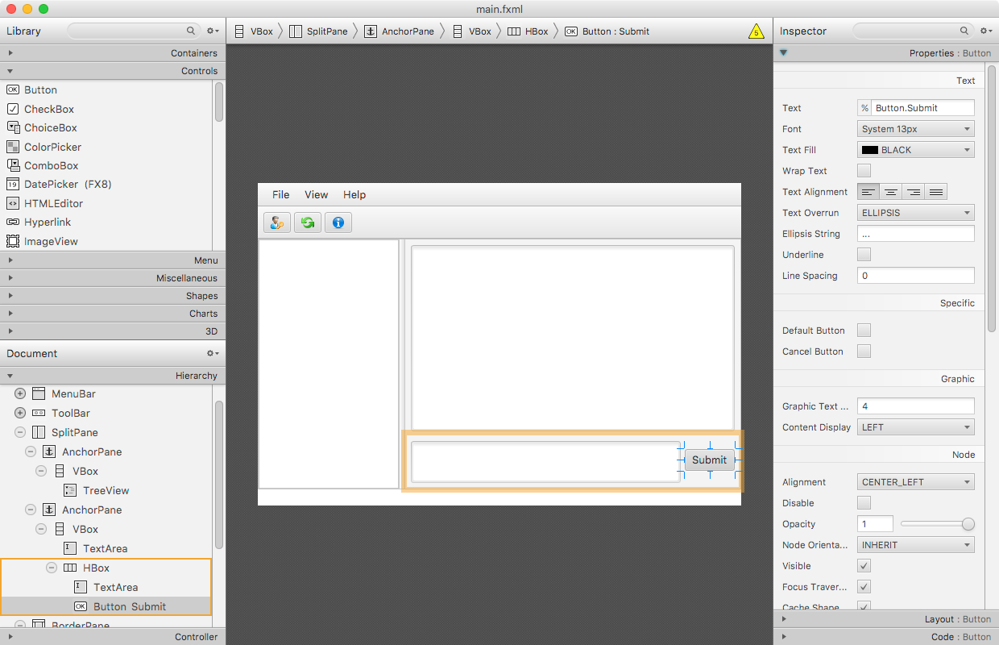 main.fxml
Library
VBox SplitPane AnchorPane VBox HBox OK Button : Submit 5
Inspector
Containers
Controls
OK Button
CheckBox
ChoiceBox
ColorPicker
ComboBox
19 DatePicker (FX8)
HTMLEditor
Hyperlink
ImageView
Menu
Miscellaneous
Shapes
Charts
3D
Document
Hierarchy
MenuBar
ToolBar
SplitPane
AnchorPane
VBox
TreeView
AnchorPane
VBox
TextArea
HBox
TextArea
OK Button Submit
BorderPane
Controller
File View Help
Submit
Properties : Button
Text
Text % Button.Submit
Font System 13px
Text Fill BLACK
Wrap Text
Text Alignment
Text Overrun ELLIPSIS
Ellipsis String ...
Underline
Line Spacing 0
Specific
Default Button
Cancel Button
Graphic
Graphic Text ... 4
Content Display LEFT
Node
Alignment CENTER_LEFT
Disable
Opacity 1
Node Orienta... INHERIT
Visible
Focus Traver...
Cache Shape
Layout : Button
Code : Button